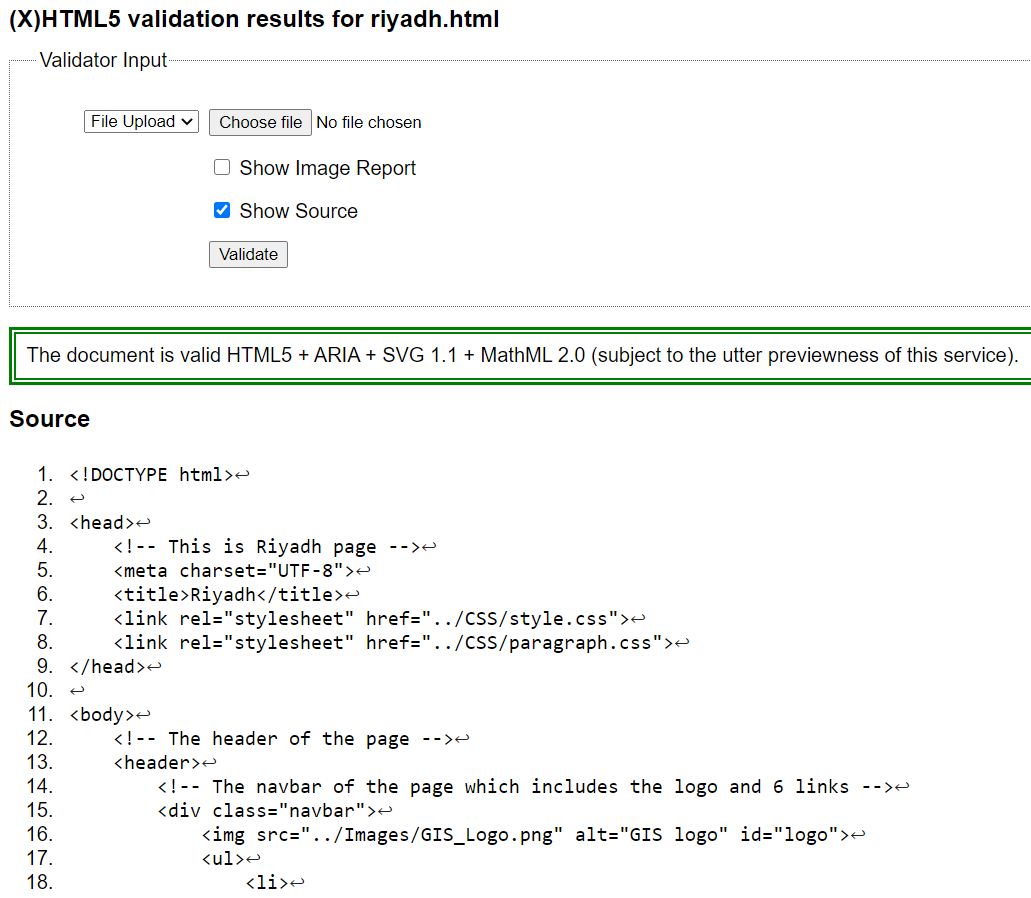 (X)HTML5 validation results for riyadh.html
Validator Input
File Upload Choose file No file chosen
Show Image Report
Show Source
Validate
The document is valid HTML5 + ARIA + SVG 1.1 + MathML 2.0 (subject to the utter previewness of this service).
Source
1. <!DOCTYPE html>↩
2. ↩
3. <head>↩
4.     <!-- This is Riyadh page -->↩
5.     <meta charset="UTF-8">↩
6.     <title>Riyadh</title>↩
7.     <link rel="stylesheet" href="../CSS/style.css">↩
8.     <link rel="stylesheet" href="../CSS/paragraph.css">↩
9. </head>↩
10. ↩
11. <body>↩
12.     <!-- The header of the page -->↩
13.     <header>↩
14.         <!-- The navbar of the page which includes the logo and 6 links -->↩
15.         <div class="navbar">↩
16.             <img src="../Images/GIS_Logo.png" alt="GIS logo" id="logo">↩
17.             <ul>↩
18.                 <li>↩